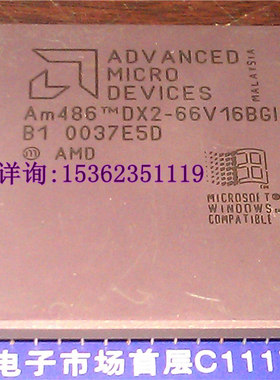 ADVANCED
MICRO
DEVICES
MALAYSIA
Am486™DX2-66V16BGI
B1 0037E5D
Ⓜ AMD
详询:15362351119
MICROSOFT®
WINDOWS™
COMPATIBLE
电子市场首层C111